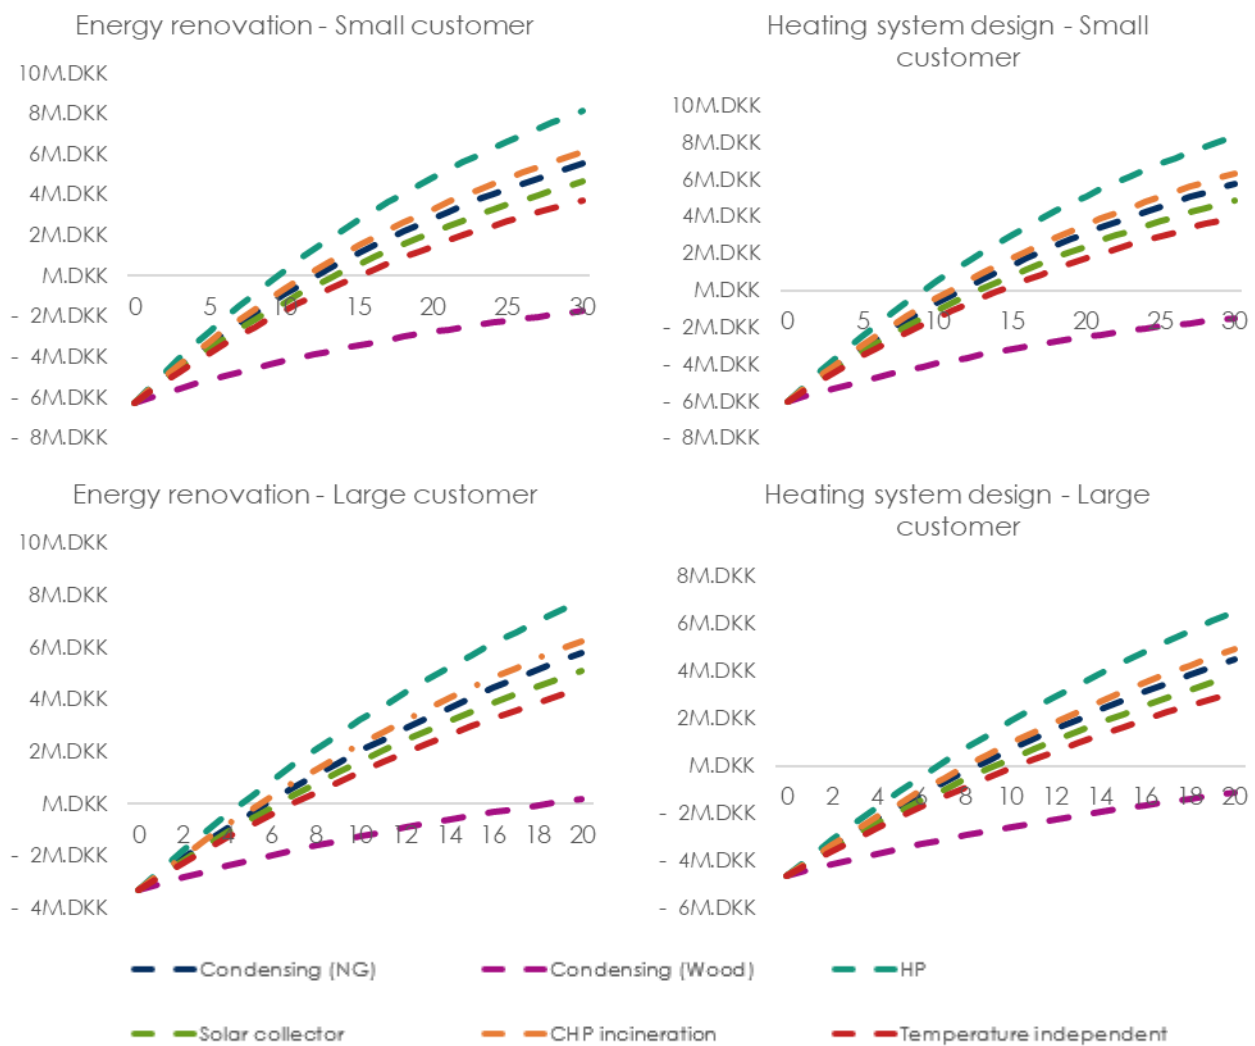 Energy renovation - Small customer
10M.DKK
8M.DKK
6M.DKK
4M.DKK
2M.DKK
M.DKK
- 2M.DKK
- 4M.DKK
- 6M.DKK
- 8M.DKK
0 5 10 15 20 25 30
Heating system design - Small
customer
10M.DKK
8M.DKK
6M.DKK
4M.DKK
2M.DKK
M.DKK
- 2M.DKK
- 4M.DKK
- 6M.DKK
- 8M.DKK
0 5 10 15 20 25 30
Energy renovation - Large customer
10M.DKK
8M.DKK
6M.DKK
4M.DKK
2M.DKK
M.DKK
- 2M.DKK
- 4M.DKK
0 2 4 6 8 10 12 14 16 18 20
Heating system design - Large
customer
8M.DKK
6M.DKK
4M.DKK
2M.DKK
M.DKK
- 2M.DKK
- 4M.DKK
- 6M.DKK
0 2 4 6 8 10 12 14 16 18 20
Condensing (NG) Condensing (Wood) HP
Solar collector CHP incineration Temperature independent